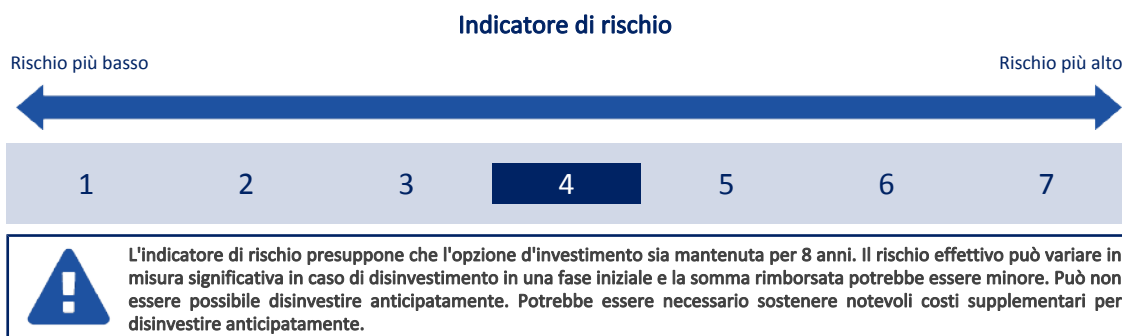 Indicatore di rischio
Rischio più basso
Rischio più alto
1 2 3 4 5 6 7
L'indicatore di rischio presuppone che l'opzione d'investimento sia mantenuta per 8 anni. Il rischio effettivo può variare in
misura significativa in caso di disinvestimento in una fase iniziale e la somma rimborsata potrebbe essere minore. Può non
essere possibile disinvestire anticipatamente. Potrebbe essere necessario sostenere notevoli costi supplementari per
disinvestire anticipatamente.